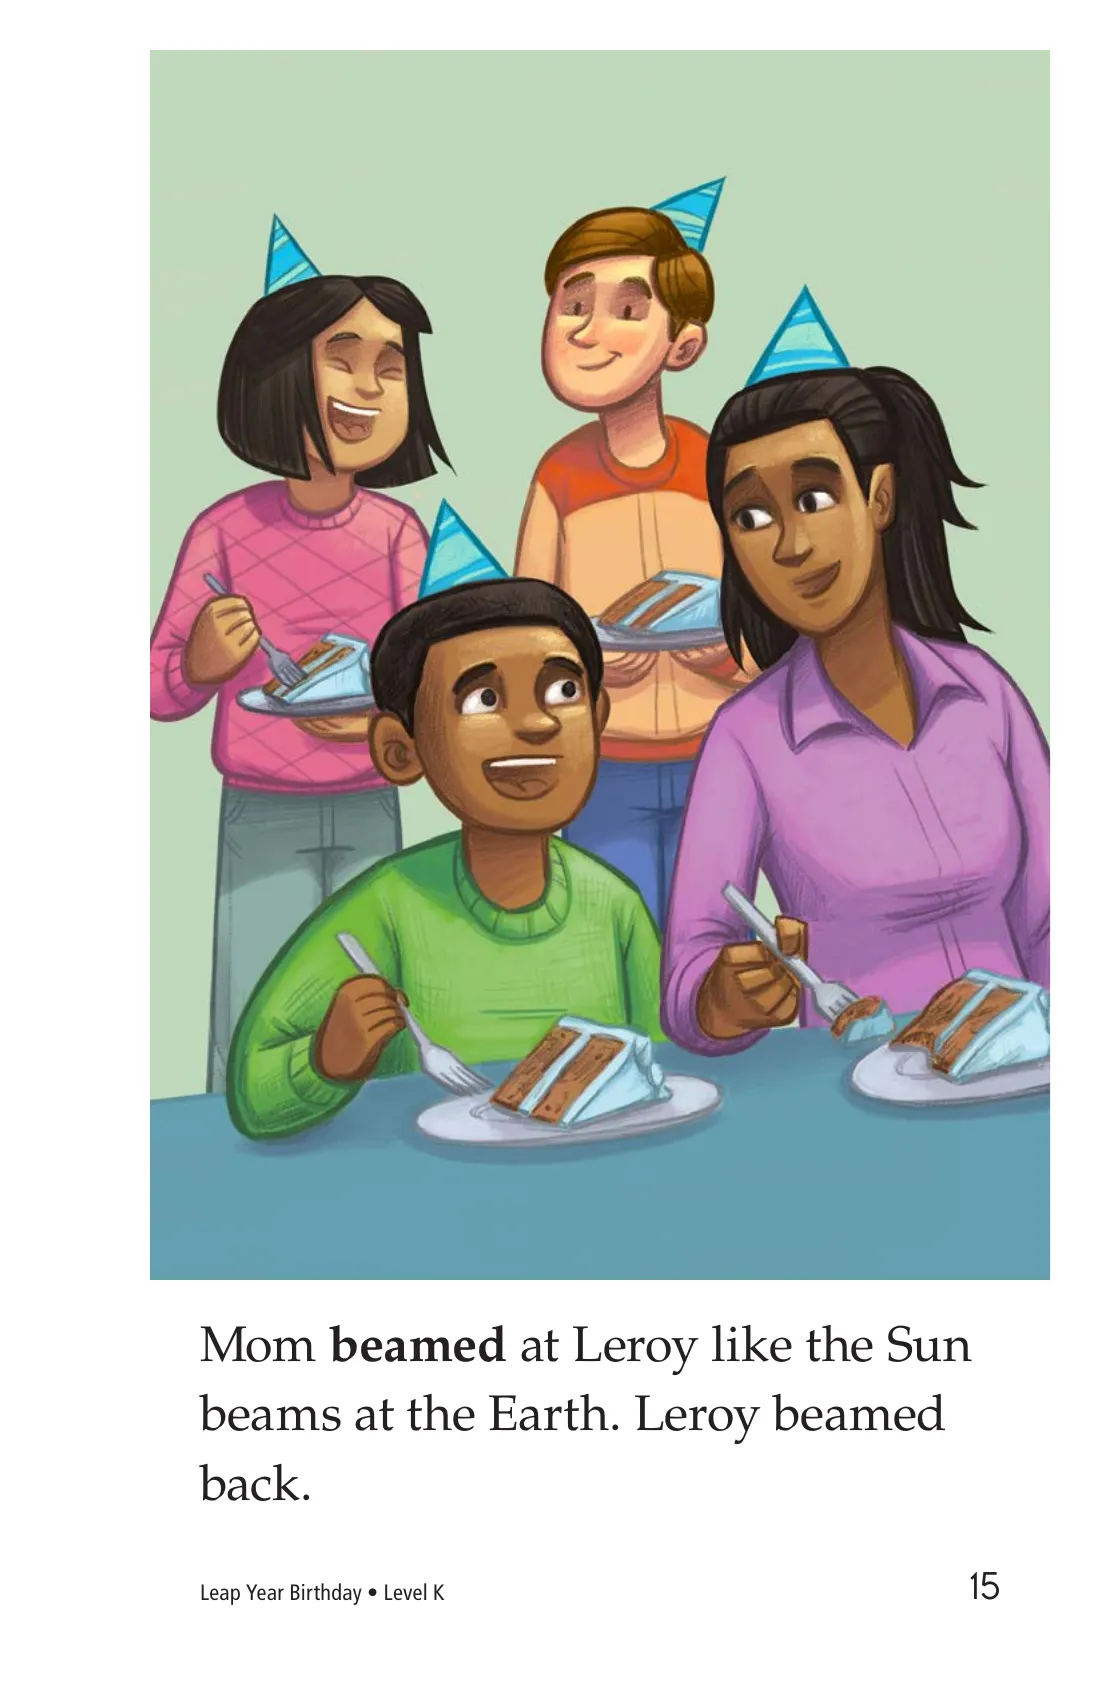 Mom beamed at Leroy like the Sun
beams at the Earth. Leroy beamed
back.
Leap Year Birthday • Level K
15